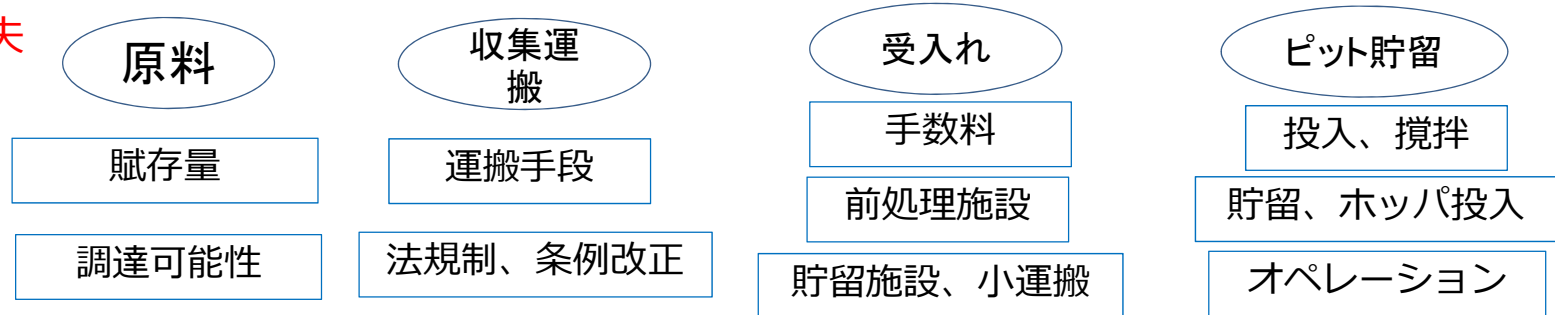 夫
原料
収集運
搬
受入れ
ピット貯留
賦存量
運搬手段
手数料
投入、撹拌
調達可能性
法規制、条例改正
前処理施設
貯留、ホッパ投入
貯留施設、小運搬
オペレーション